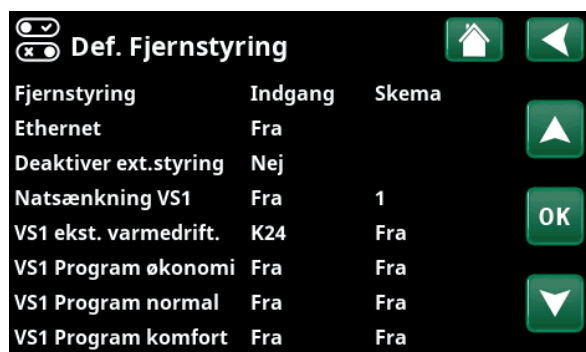 Def. Fjernstyring
Fjernstyring Indgang Skema
Ethernet Fra
Deaktiver ext.styring Nej
Natsænkning VS1 Fra 1
VS1 ekst. varmedrift. K24 Fra
VS1 Program økonomi Fra Fra
VS1 Program normal Fra Fra
VS1 Program komfort Fra Fra
OK